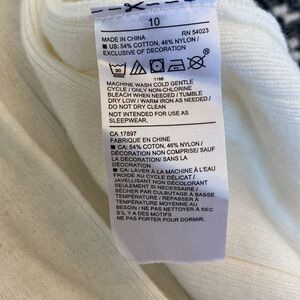 10
MADE IN CHINA RN 54023
■ US: 54% COTTON, 46% NYLON /
EXCLUSIVE OF DECORATION
1166
MACHINE WASH COLD GENTLE
CYCLE / ONLY NON-CHLORINE
BLEACH WHEN NEEDED / TUMBLE
DRY LOW / WARM IRON AS NEEDED /
DO NOT DRY CLEAN
NOT INTENDED FOR USE AS
SLEEPWEAR.
CA 17897
FABRIQUE EN CHINE
■ CA: 54% COTON, 46% NYLON /
DÉCORATION NON COMPRISE/ SAUF
LA DÉCORATION/ SANS LA
DÉCORATION
■ CA: LAVER À LA MACHINE À L'EAU
FROIDE AU CYCLE DÉLICAT /
JAVELLISANT NON DÉCOLORANT
SEULEMENT SI NÉCESSAIRE /
SÉCHER PAR CULBUTAGE À BASSE
TEMPÉRATURE / REPASSER À
TEMPÉRATURE MOYENNE AU
BESOIN / NE PAS NETTOYER À SEC
S'IL Y A DES MOTIFS
NE PAS PORTER POUR DORMIR.